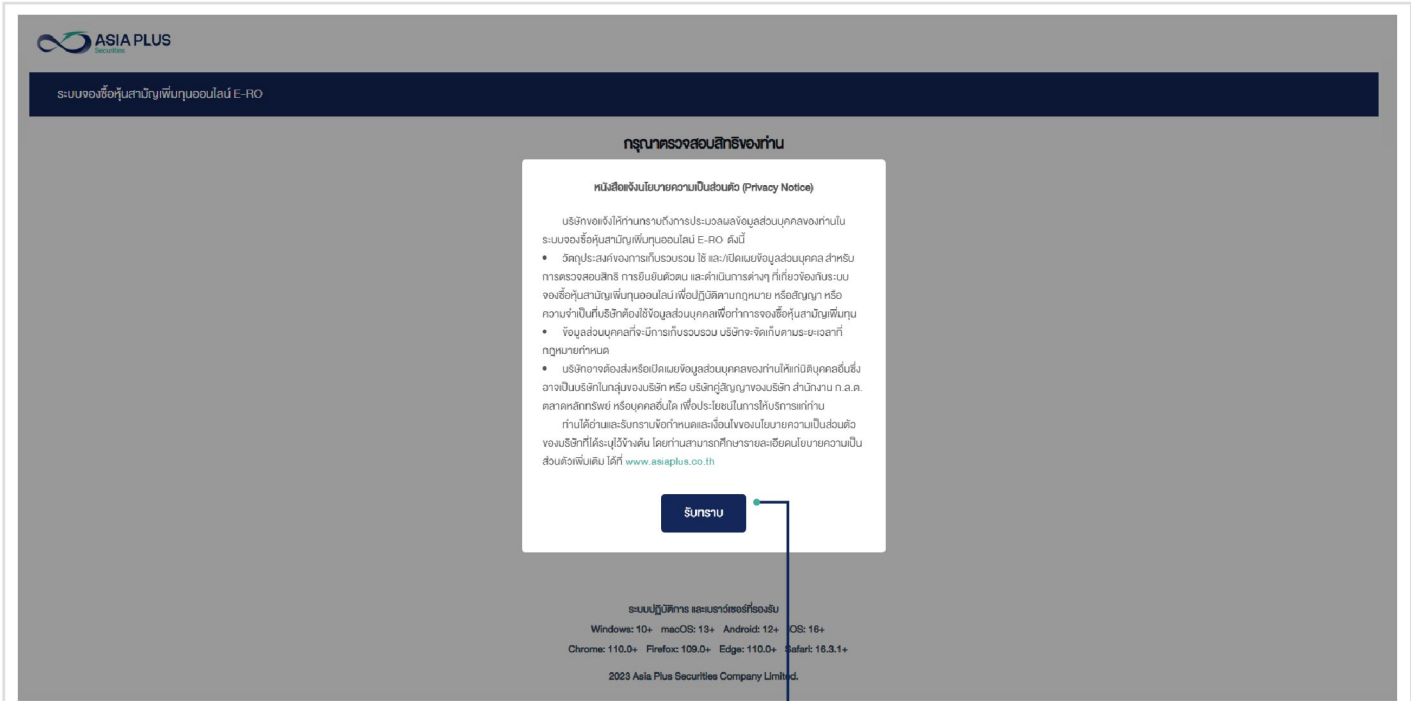 ASIA PLUS
Securities
ระบบจองซื้อหุ้นสามัญเพิ่มทุนออนไลน์ E-RO
กรุณาตรวจสอบสิทธิของท่าน
หนังสือแจ้งนโยบายความเป็นส่วนตัว (Privacy Notice)
บริษัทขอแจ้งให้ท่านทราบถึงการประมวลผลข้อมูลส่วนบุคคลของท่านใน
ระบบจองซื้อหุ้นสามัญเพิ่มทุนออนไลน์ E-RO ดังนี้
• วัตถุประสงค์ของการเก็บรวบรวม ใช้ และ/เปิดเผยข้อมูลส่วนบุคคล สำหรับ
การตรวจสอบสิทธิ การยืนยันตัวตน และดำเนินการต่างๆ ที่เกี่ยวข้องกับระบบ
จองซื้อหุ้นสามัญเพิ่มทุนออนไลน์ เพื่อปฏิบัติตามกฎหมาย หรือสัญญา หรือ
ความจำเป็นที่บริษัทต้องใช้ข้อมูลส่วนบุคคลเพื่อทำการจองซื้อหุ้นสามัญเพิ่มทุน
• ข้อมูลส่วนบุคคลที่จะมีการเก็บรวบรวม บริษัทจะจัดเก็บตามระยะเวลาที่
กฎหมายกำหนด
• บริษัทอาจต้องส่งหรือเปิดเผยข้อมูลส่วนบุคคลของท่านให้แก่นิติบุคคลอื่นซึ่ง
อาจเป็นบริษัทในกลุ่มของบริษัท หรือ บริษัทคู่สัญญาของบริษัท สำนักงาน ก.ล.ต.
ตลาดหลักทรัพย์ หรือบุคคลอื่นใด เพื่อประโยชน์ในการให้บริการแก่ท่าน
ท่านได้อ่านและรับทราบข้อกำหนดและเงื่อนไขของนโยบายความเป็นส่วนตัว
ของบริษัทที่ได้ระบุไว้ข้างต้น โดยท่านสามารถศึกษารายละเอียดนโยบายความเป็น
ส่วนตัวเพิ่มเติม ได้ที่ www.asiaplus.co.th
รับทราบ
ระบบปฏิบัติการ และเบราว์เซอร์ที่รองรับ
Windows: 10+ macOS: 13+ Android: 12+ iOS: 16+
Chrome: 110.0+ Firefox: 109.0+ Edge: 110.0+ Safari: 16.3.1+
2023 Asia Plus Securities Company Limited.